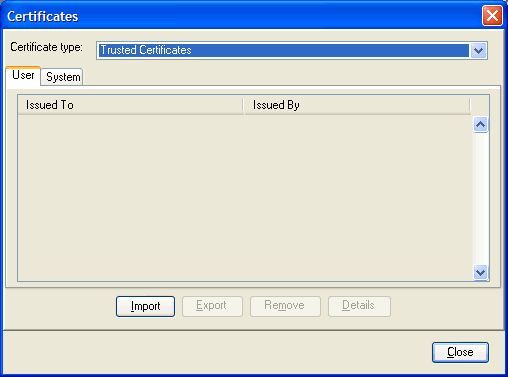 Certificates
Certificate type: Trusted Certificates
User System
Issued To Issued By
Import Export Remove Details
Close